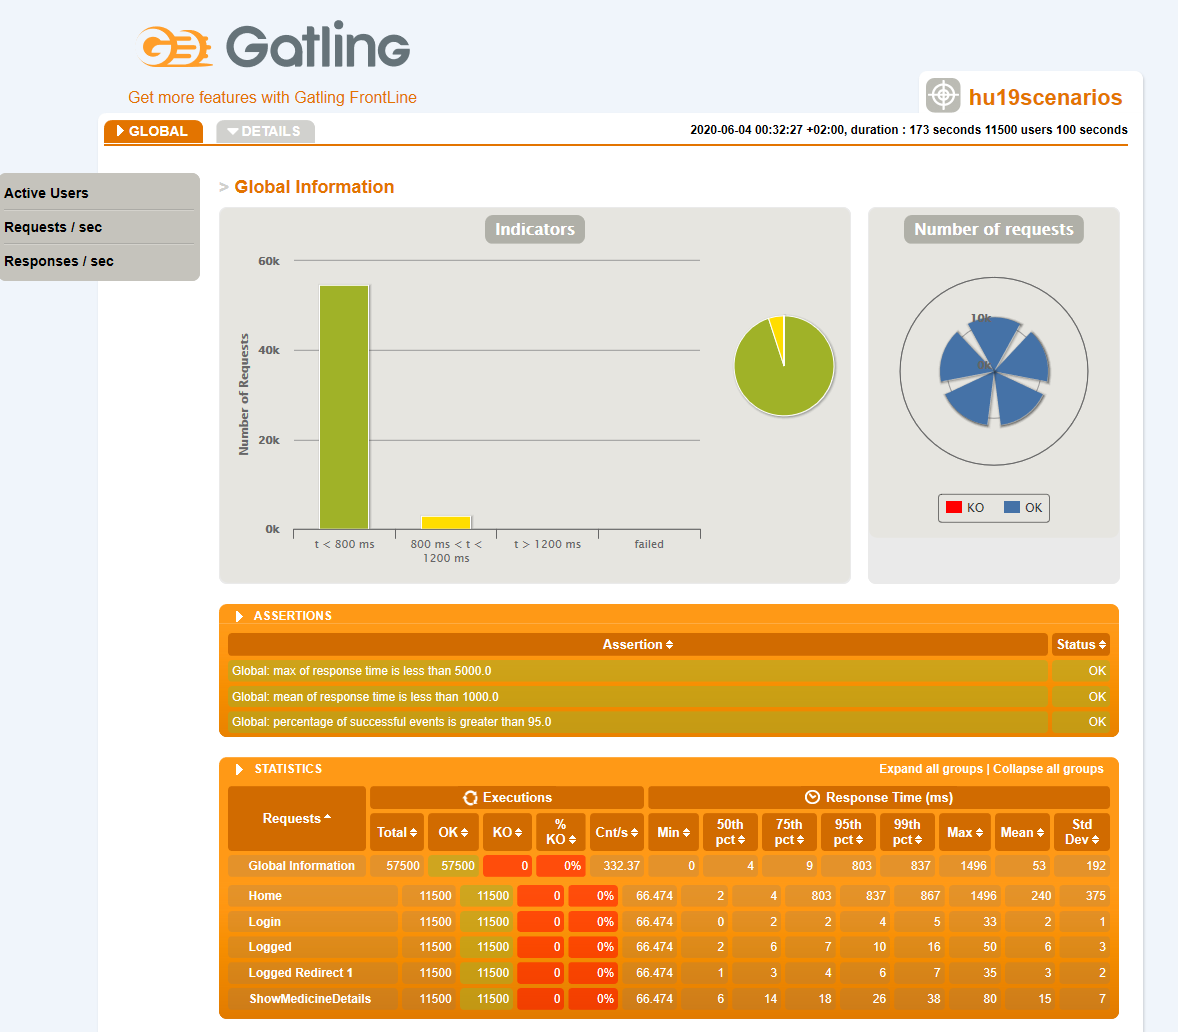 Gatling
Get more features with Gatling FrontLine
hu19scenarios
GLOBAL
DETAILS
2020-06-04 00:32:27 +02:00, duration : 173 seconds 11500 users 100 seconds
Active Users
Requests / sec
Responses / sec
> Global Information
Indicators
Number of Requests
60k
40k
20k
0k
t < 800 ms
800 ms < t <
1200 ms
t > 1200 ms
failed
Number of requests
10k
0k
KO OK
ASSERTIONS
Assertion Status
Global: max of response time is less than 5000.0 OK
Global: mean of response time is less than 1000.0 OK
Global: percentage of successful events is greater than 95.0 OK
STATISTICS Expand all groups | Collapse all groups
Requests Executions Response Time (ms)
Total OK KO % KO Cnt/s Min 50th pct 75th pct 95th pct 99th pct Max Mean Std Dev
Global Information 57500 57500 0 0% 332.37 0 4 9 803 837 1496 53 192
Home 11500 11500 0 0% 66.474 2 4 803 837 867 1496 240 375
Login 11500 11500 0 0% 66.474 0 2 2 4 5 33 2 1
Logged 11500 11500 0 0% 66.474 2 6 7 10 16 50 6 3
Logged Redirect 1 11500 11500 0 0% 66.474 1 3 4 6 7 35 3 2
ShowMedicineDetails 11500 11500 0 0% 66.474 6 14 18 26 38 80 15 7